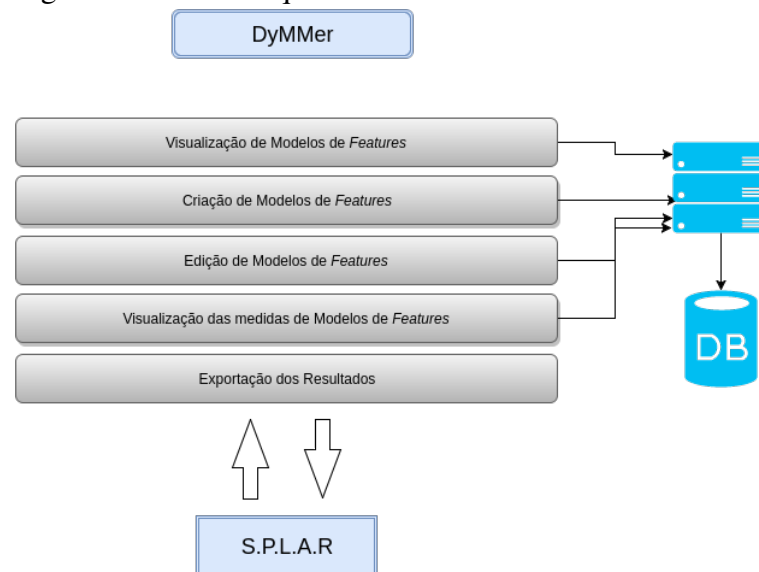 DyMMer
Visualização de Modelos de Features
Criação de Modelos de Features
Edição de Modelos de Features
Visualização das medidas de Modelos de Features
Exportação dos Resultados
DB
S.P.L.A.R